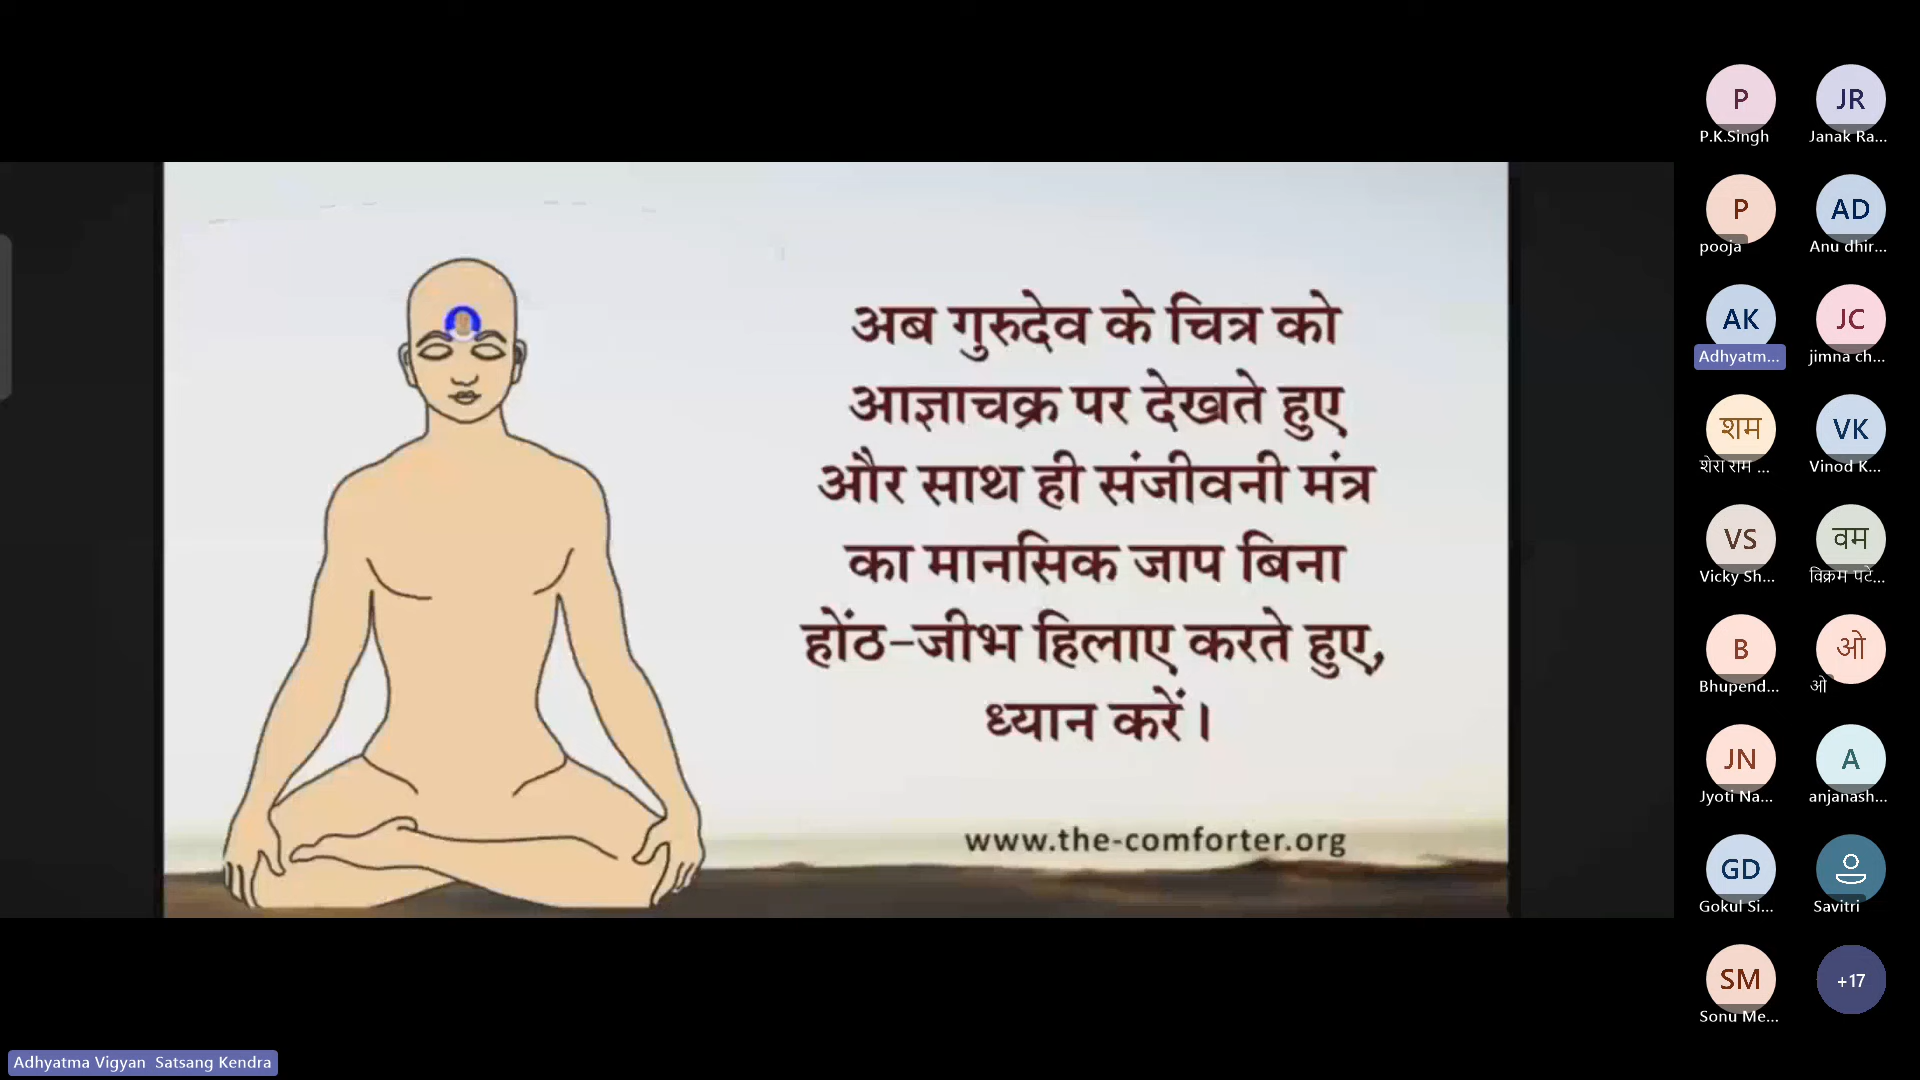 अब गुरुदेव के चित्र को
आज्ञाचक्र पर देखते हुए
और साथ ही संजीवनी मंत्र
का मानसिक जाप बिना
होंठ-जीभ हिलाए करते हुए,
ध्यान करें।
www.the-comforter.org
P
P.K.Singh
JR
Janak Ra...
P
pooja
AD
Anu dhir...
AK
Adhyatm...
JC
jimna ch...
शम
शेरा राम ...
VK
Vinod K...
VS
Vicky Sh...
वम
विक्रम पटे...
B
Bhupend...
ओ
ओ
JN
Jyoti Na...
A
anjanash...
GD
Gokul Si...
Savitri
SM
Sonu Me...
+17
Adhyatma Vigyan Satsang Kendra